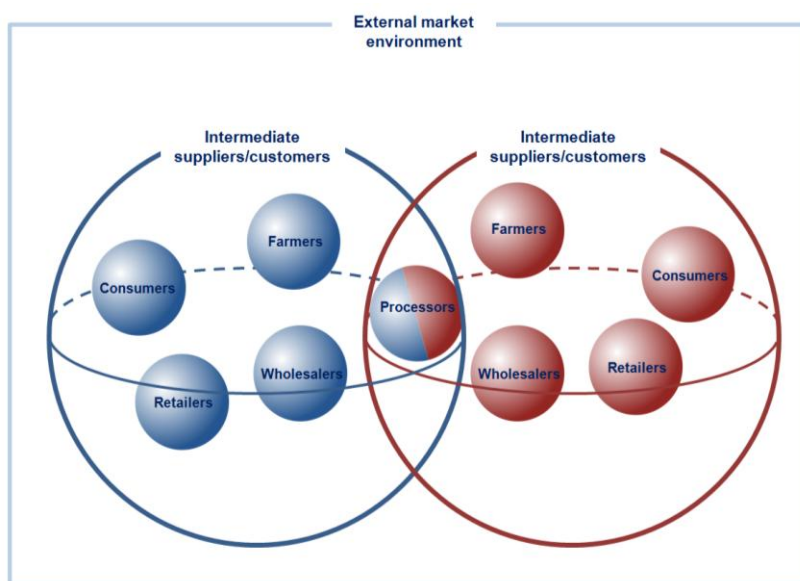 External market
environment
Intermediate
suppliers/customers
Intermediate
suppliers/customers
Farmers
Consumers
Processors
Wholesalers
Retailers
Farmers
Consumers
Wholesalers
Retailers